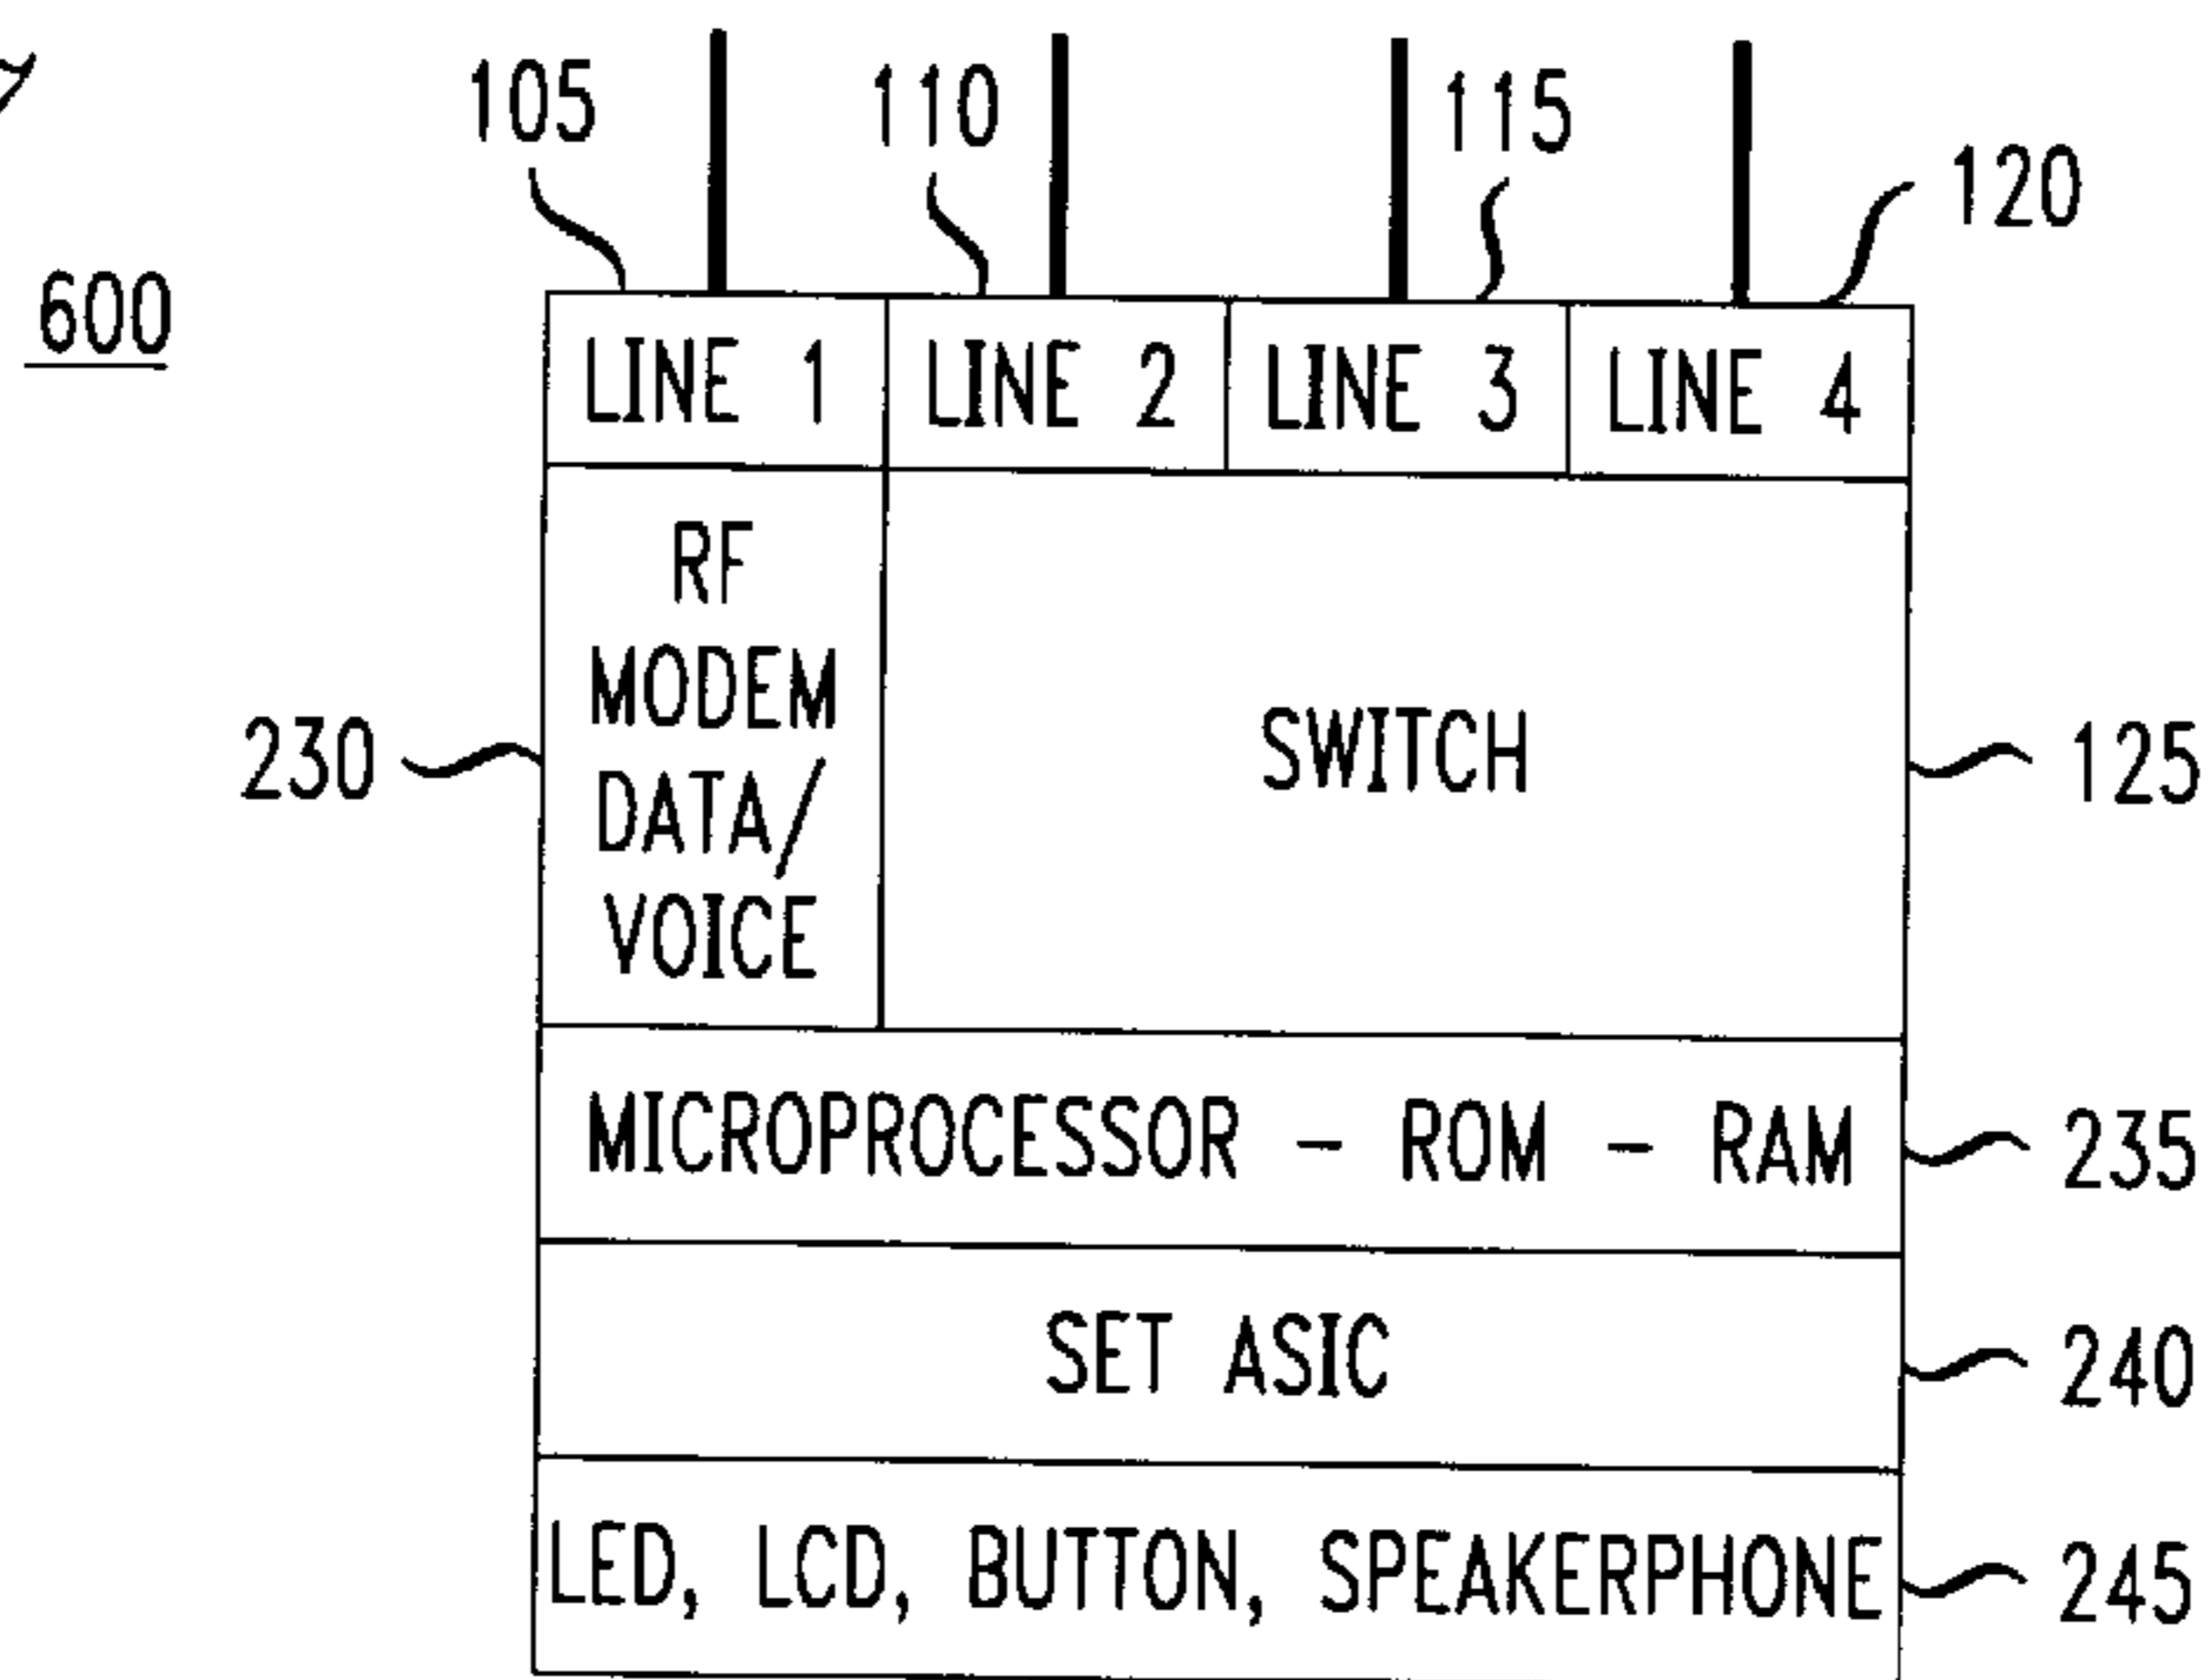 105 110 115 120
600
LINE 1 LINE 2 LINE 3 LINE 4
RF
MODEM
DATA/
VOICE
230
SWITCH
125
MICROPROCESSOR - ROM - RAM 235
SET ASIC 240
LED, LCD, BUTTON, SPEAKERPHONE 245